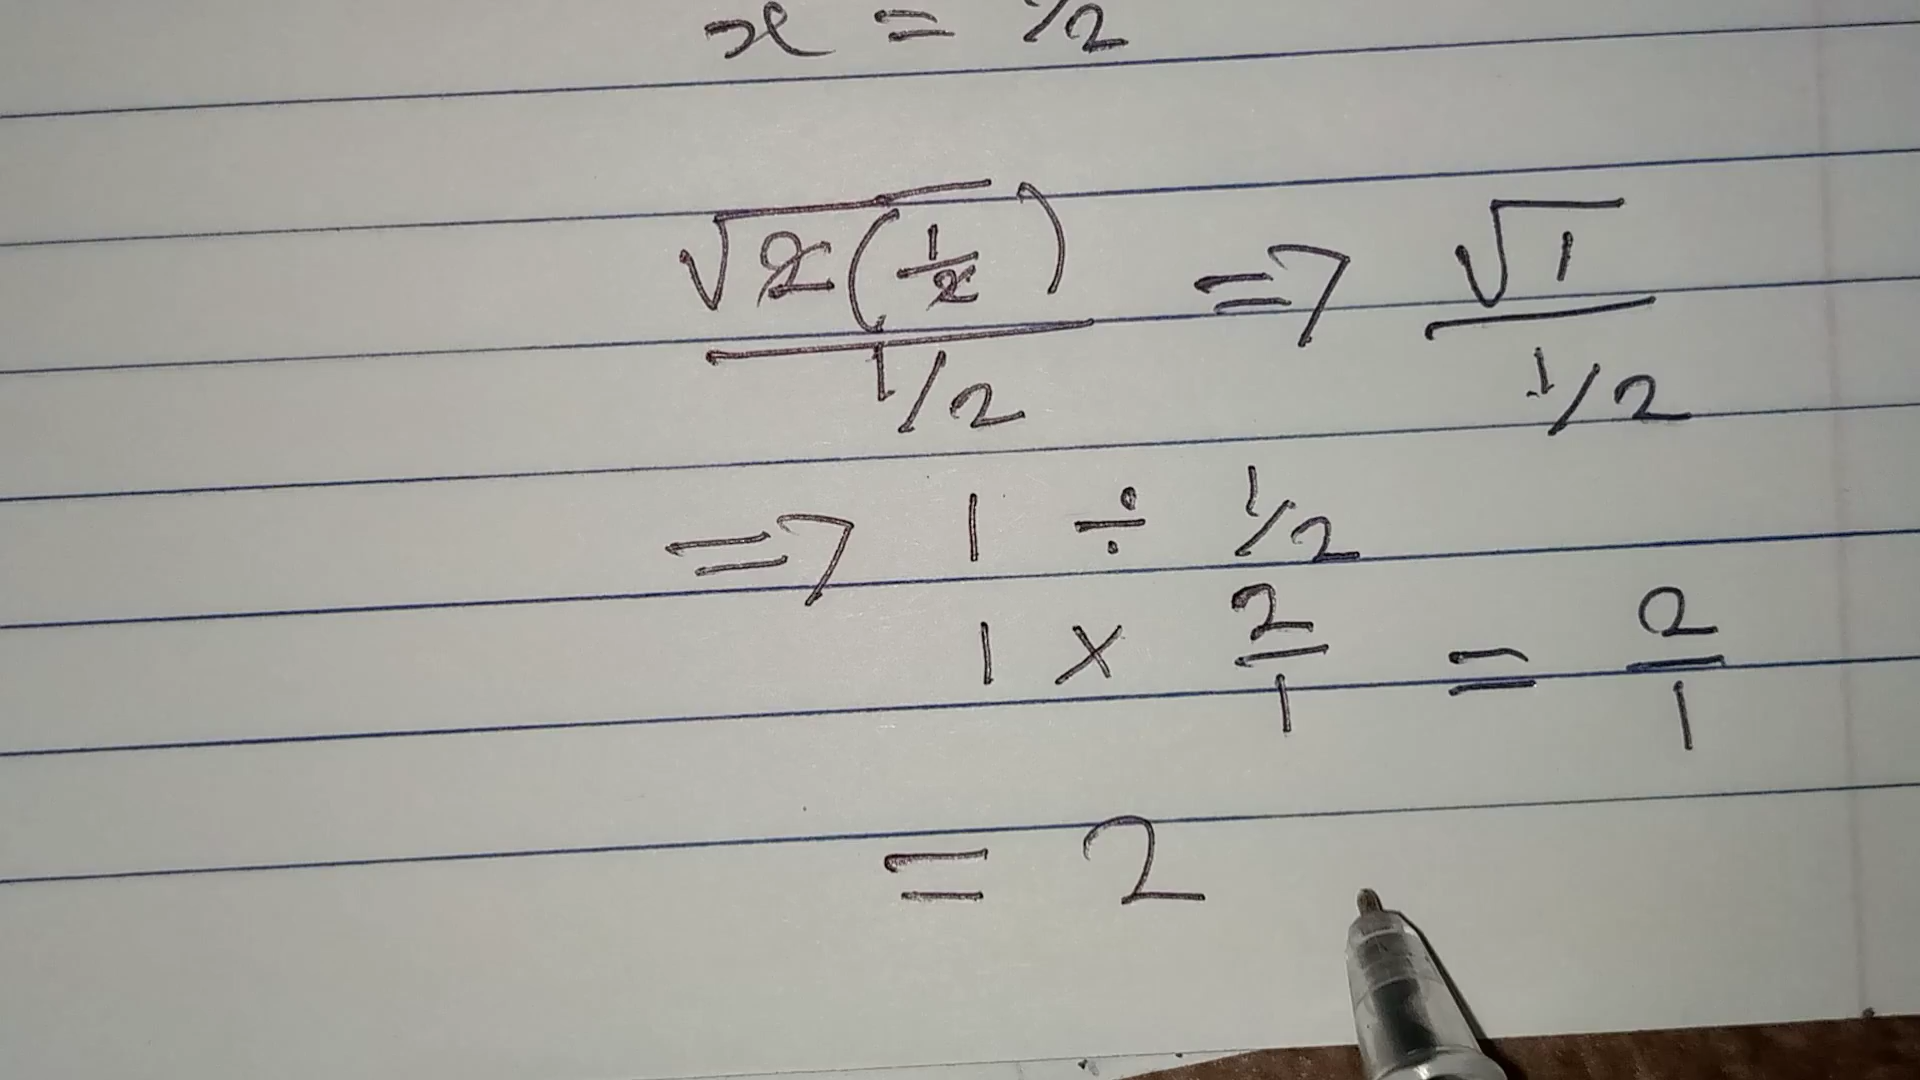 x = 1/2
√2(1/2) / 1/2 => √1 / 1/2
=> 1 ÷ 1/2
1 × 2/1 = 2/1
= 2